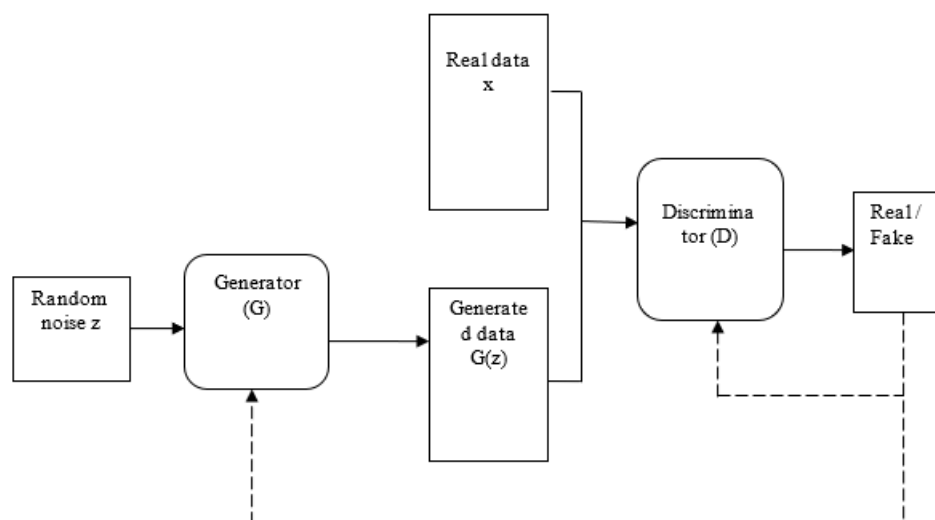 Real data
x
Discrimina
tor (D)
Real /
Fake
Generator
(G)
Random
noise z
Generate
d data
G(z)